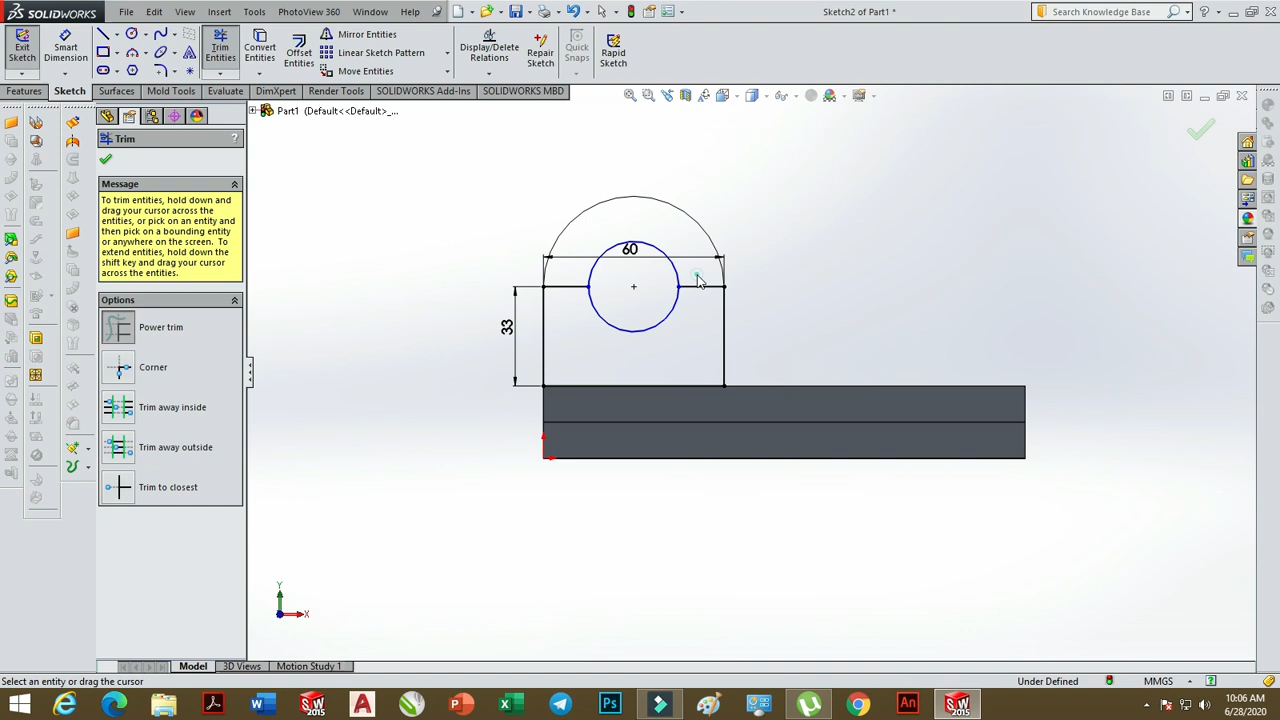 SOLIDWORKS
File Edit View Insert Tools PhotoView 360 Window Help
Sketch2 of Part1 *
Search Knowledge Base
Exit Sketch
Smart Dimension
Trim Entities
Convert Entities
Offset Entities
Mirror Entities
Linear Sketch Pattern
Move Entities
Display/Delete Relations
Repair Sketch
Quick Snaps
Rapid Sketch
Features Sketch Surfaces Mold Tools Evaluate DimXpert Render Tools SOLIDWORKS Add-Ins SOLIDWORKS MBD
Part1 (Default<<Default>_...
Trim
?
Message
To trim entities, hold down and
drag your cursor across the
entities, or pick on an entity and
then pick on a bounding entity
or anywhere on the screen. To
extend entities, hold down the
shift key and drag your cursor
across the entities.
Options
Power trim
Corner
Trim away inside
Trim away outside
Trim to closest
60
33
Y
X
Model 3D Views Motion Study 1
Select an entity or drag the cursor
Under Defined
MMGS
10:06 AM
6/28/2020